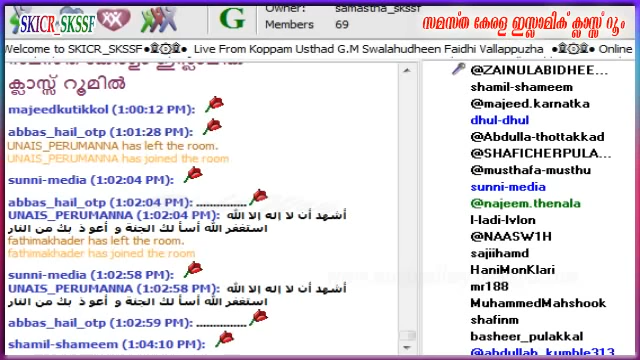 SKICR_SKSSF
G
Owner: samastha_skssf
Members 69
സമസ്ത കേരള ഇസ്ലാമിക് ക്ലാസ്സ് റൂം
Welcome to SKICR_SKSSF●۩۞۩● Live From Koppam Usthad G.M Swalahudheen Faidhi Vallappuzha ●۩۞۩● Online
ക്ലാസ്സ് റൂമിൽ
majeedkutikkol (1:00:12 PM):
abbas_hail_otp (1:01:28 PM):
UNAIS_PERUMANNA has left the room.
UNAIS_PERUMANNA has joined the room
sunni-media (1:02:04 PM):
abbas_hail_otp (1:02:04 PM): ...............
UNAIS_PERUMANNA (1:02:04 PM): أشهد أن لا إله إلا الله
استغفر الله أسأ لك الجنة و أعو ذ بك من النار
fathimakhader has left the room.
fathimakhader has joined the room
sunni-media (1:02:58 PM):
UNAIS_PERUMANNA (1:02:58 PM): أشهد أن لا إله إلا الله
استغفر الله أسأ لك الجنة و أعو ذ بك من النار
abbas_hail_otp (1:02:59 PM): ...............
shamil-shameem (1:04:10 PM):
@ZAINULABIDHEE...
shamil-shameem
@majeed.karnatka
dhul-dhul
@Abdulla-thottakkad
@SHAFICHERPULA...
@musthafa-musthu
sunni-media
@najeem.thenala
I-ladi-lvlon
@NAASW1H
sajiihamd
HaniMonKlari
mr188
MuhammedMahshook
shafinm
basheer_pulakkal
@abdullah_kumble313